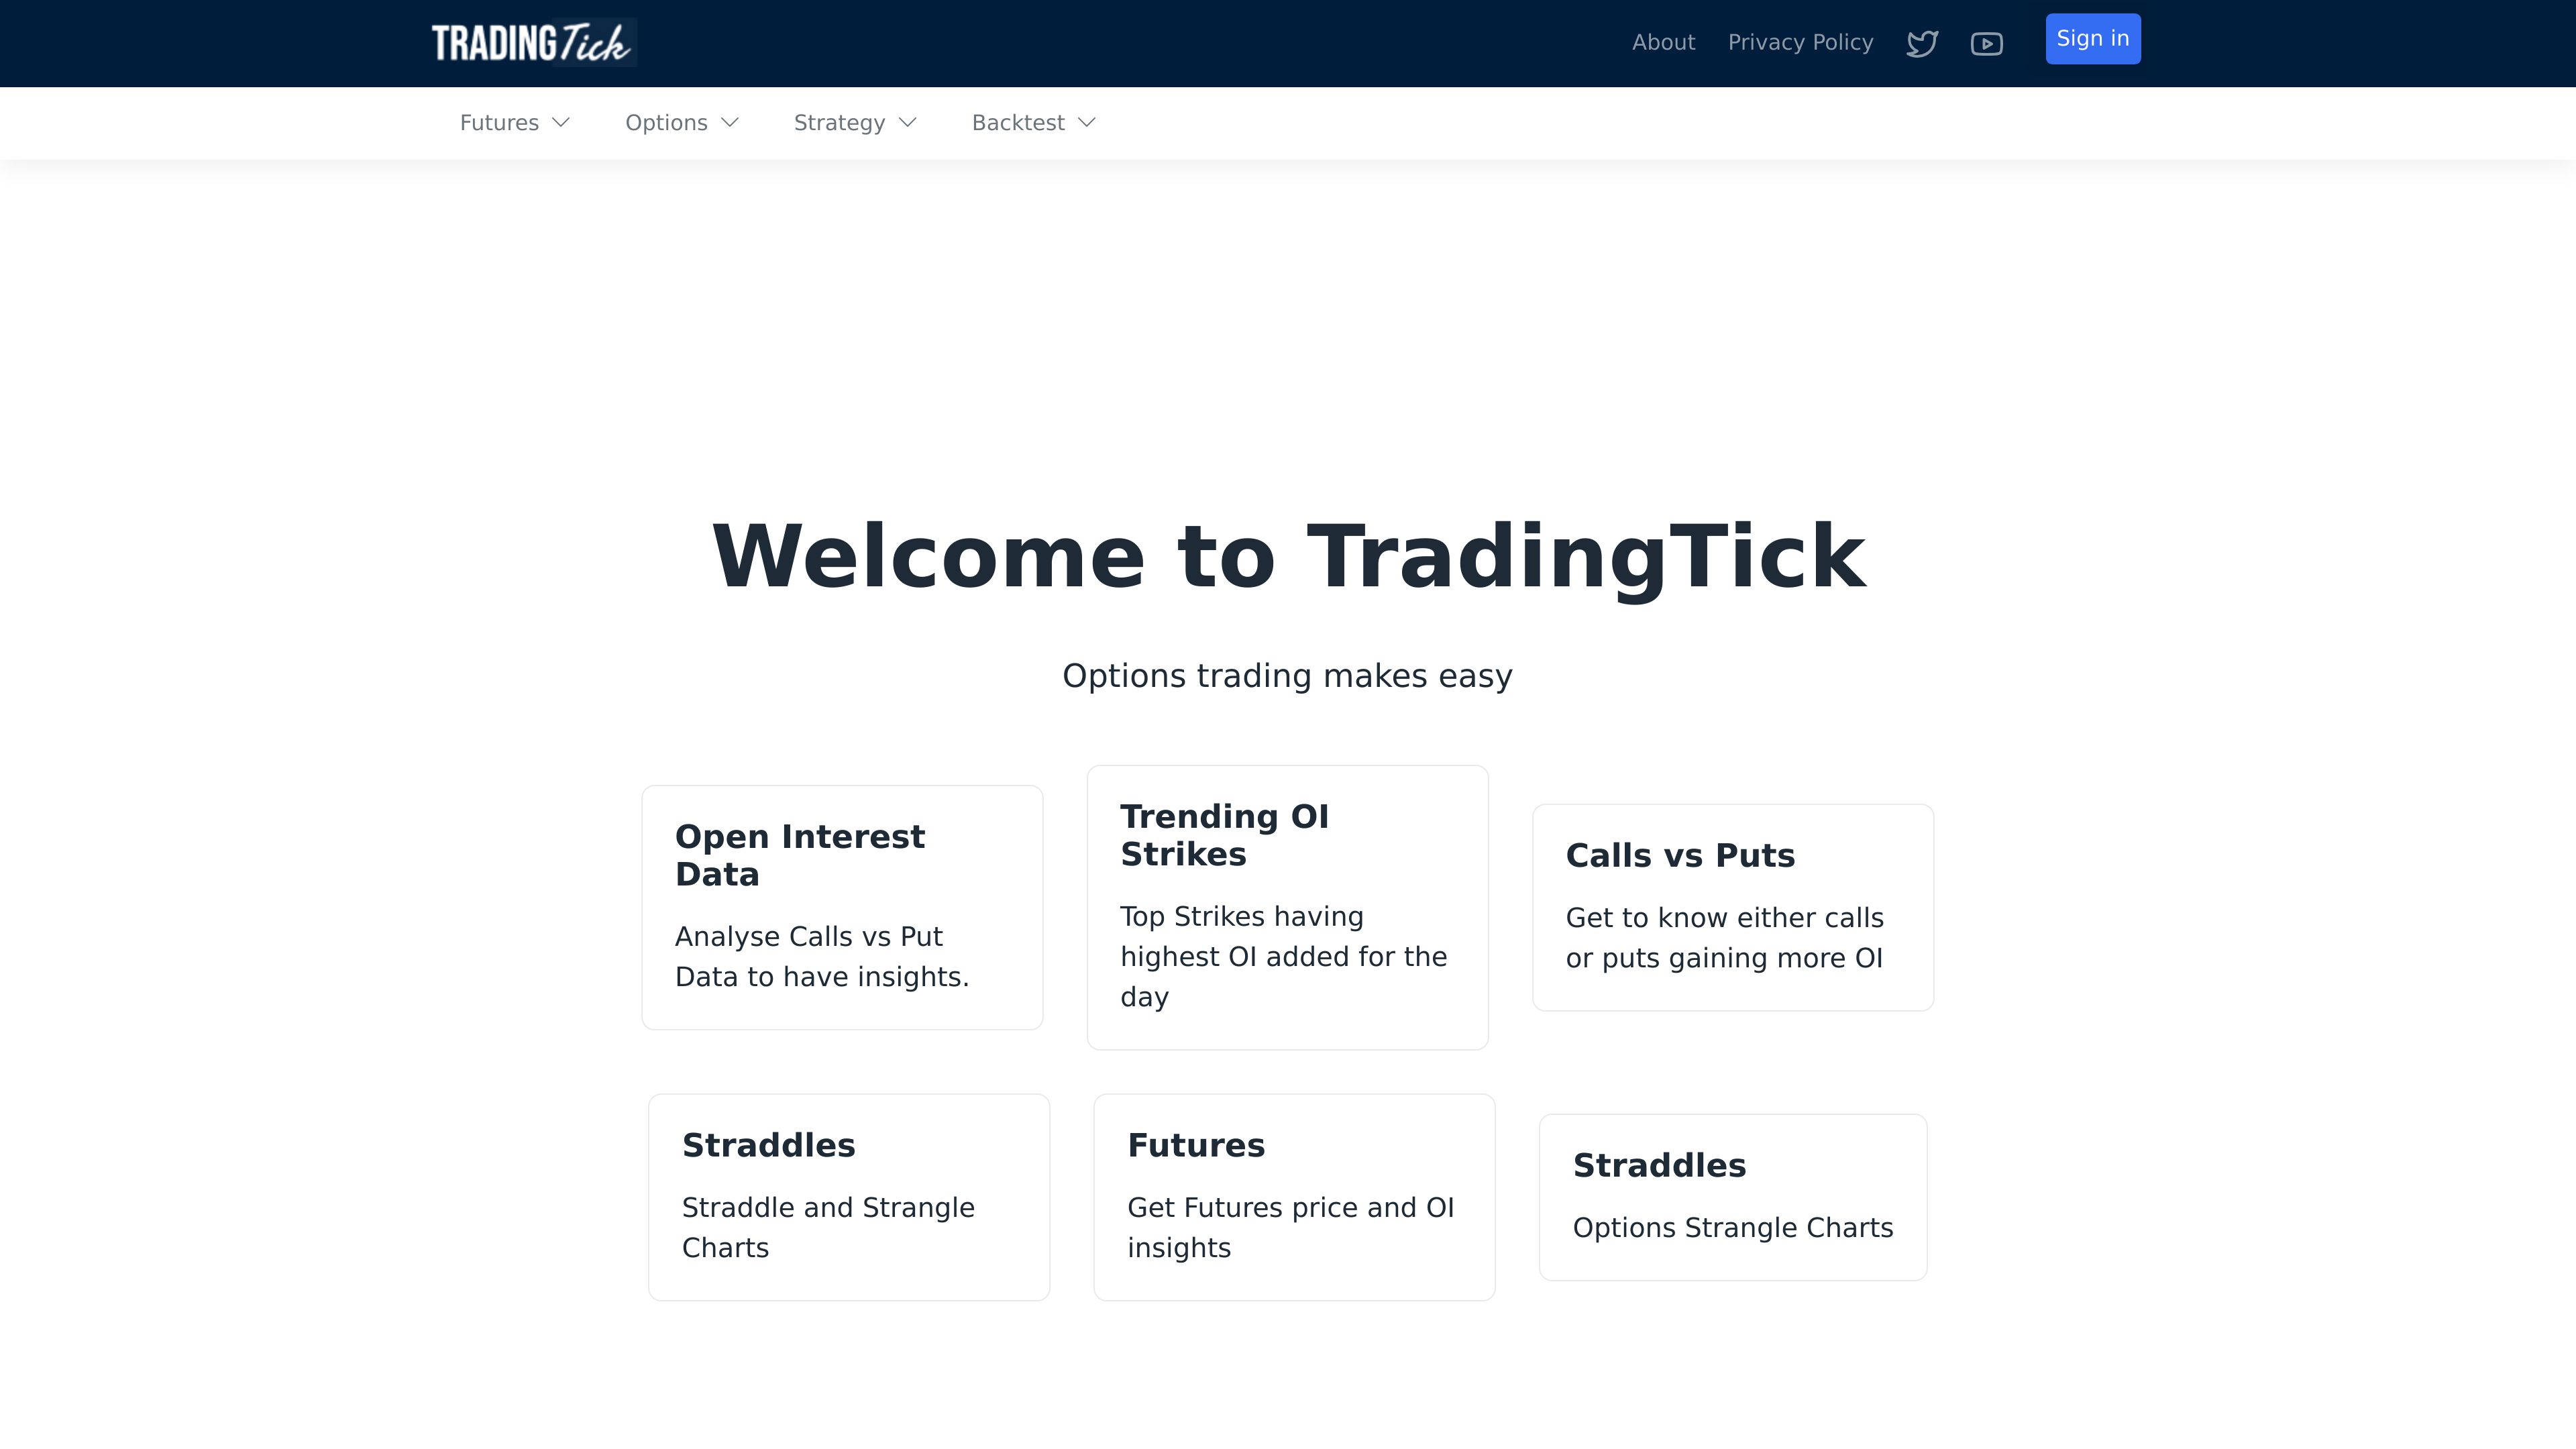 TRADINGTick
About Privacy Policy Sign in
Futures Options Strategy Backtest
Welcome to TradingTick
Options trading makes easy
Open Interest
Data
Analyse Calls vs Put
Data to have insights.
Trending OI
Strikes
Top Strikes having
highest OI added for the
day
Calls vs Puts
Get to know either calls
or puts gaining more OI
Straddles
Straddle and Strangle
Charts
Futures
Get Futures price and OI
insights
Straddles
Options Strangle Charts